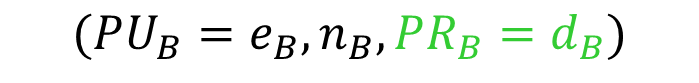 (PU_B = e_B, n_B, PR_B = d_B)